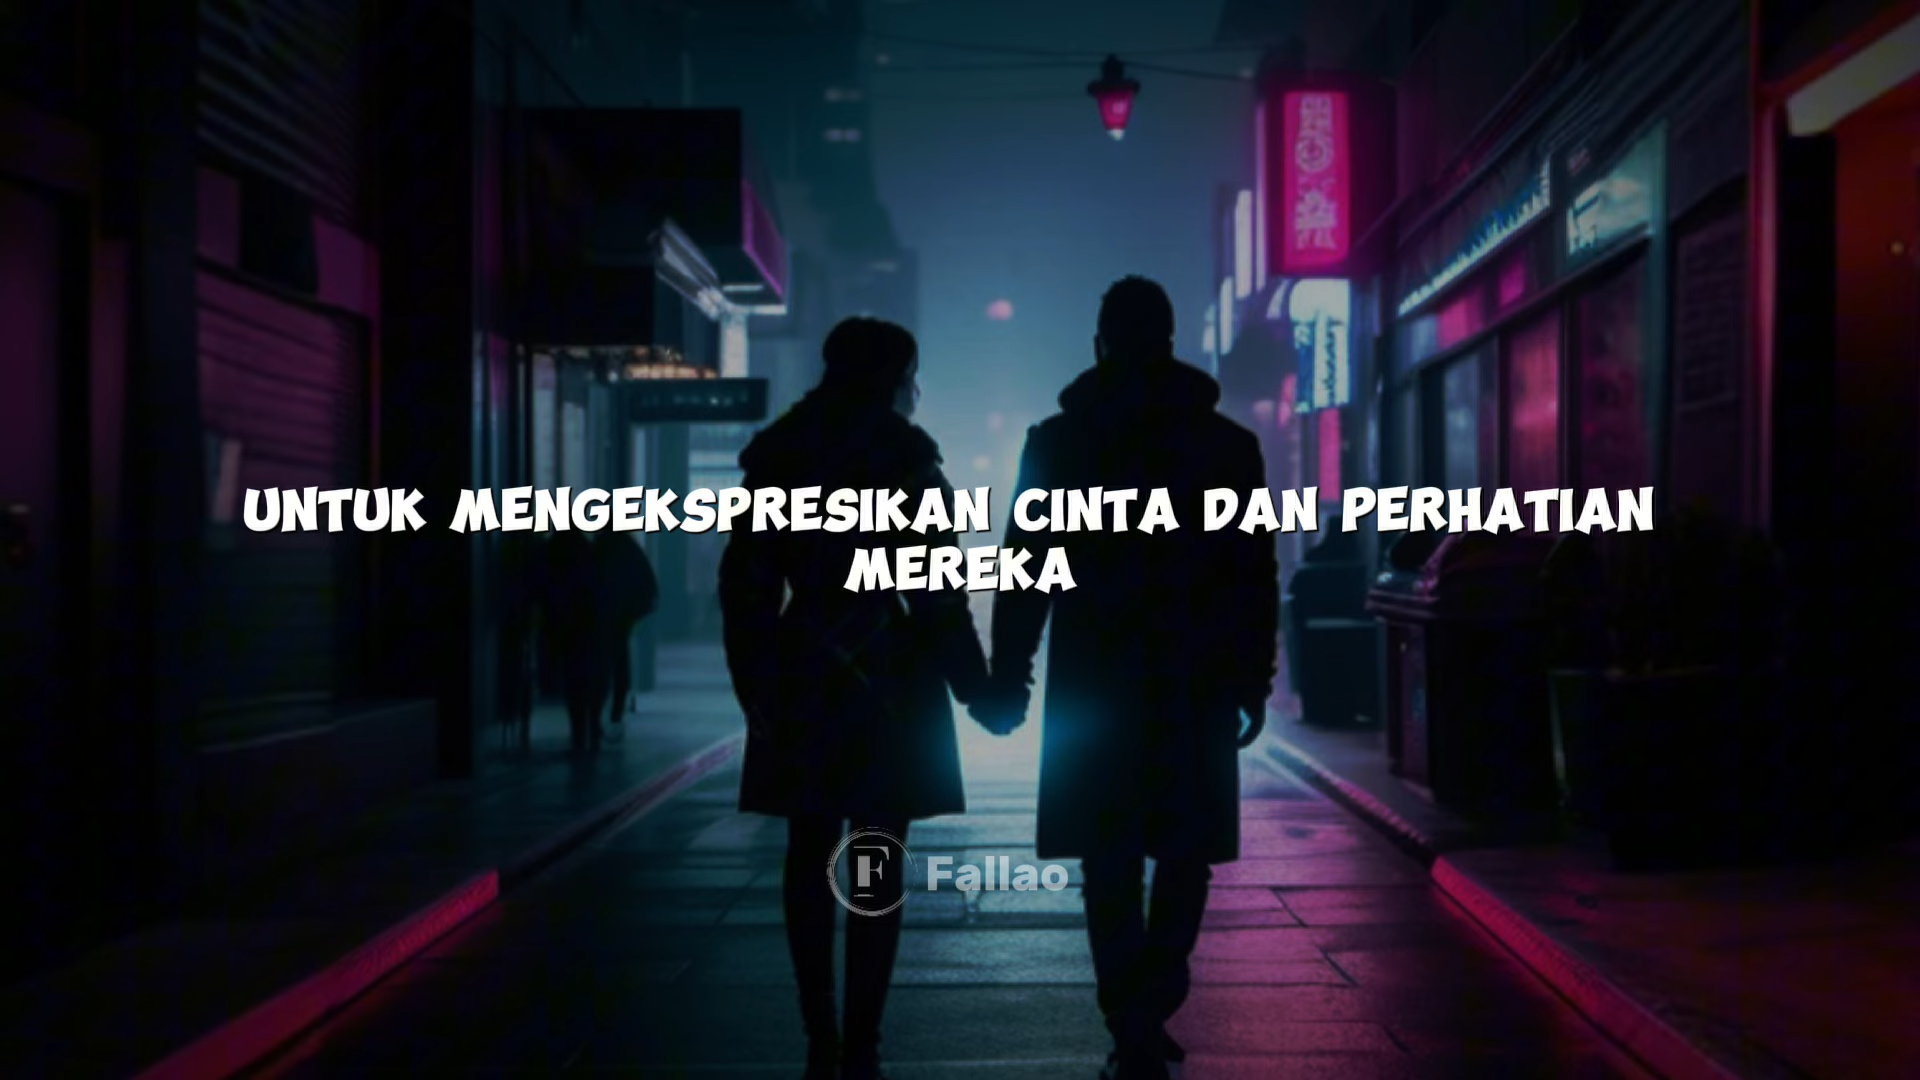 UNTUK MENGEKSPRESIKAN CINTA DAN PERHATIAN
MEREKA
F Fallao